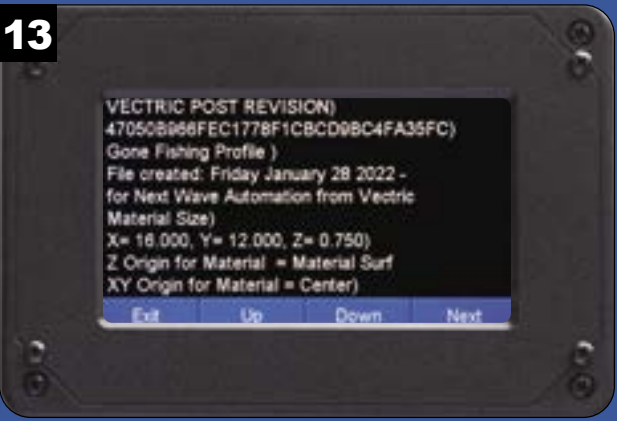 13
VECTRIC POST REVISION)
47050B966FEC1778F1CBCD9BC4FA35FC)
Gone Fishing Profile )
File created: Friday January 28 2022 -
for Next Wave Automation from Vectric
Material Size)
X= 16.000, Y= 12.000, Z= 0.750)
Z Origin for Material = Material Surf
XY Origin for Material = Center)
Exit Up Down Next